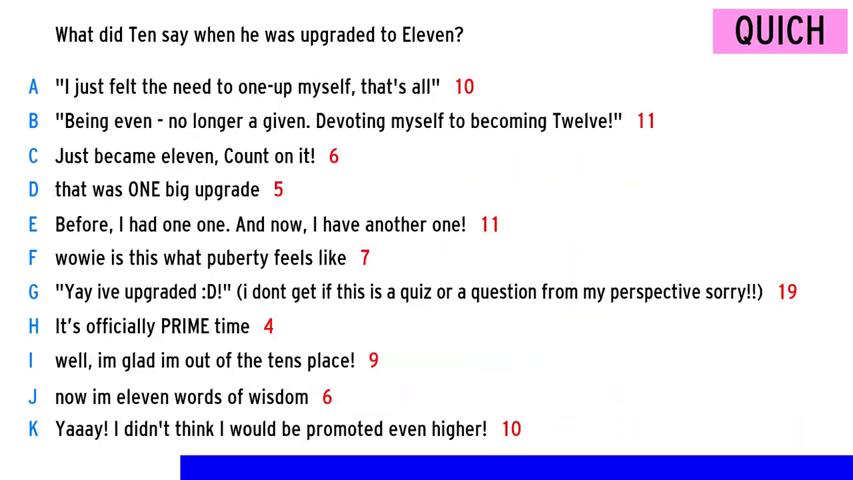 What did Ten say when he was upgraded to Eleven?
QUICH
A "I just felt the need to one-up myself, that's all" 10
B "Being even - no longer a given. Devoting myself to becoming Twelve!" 11
C Just became eleven, Count on it! 6
D that was ONE big upgrade 5
E Before, I had one one. And now, I have another one! 11
F wowie is this what puberty feels like 7
G "Yay ive upgraded :D!" (i dont get if this is a quiz or a question from my perspective sorry!!) 19
H It's officially PRIME time 4
I well, im glad im out of the tens place! 9
J now im eleven words of wisdom 6
K Yaaay! I didn't think I would be promoted even higher! 10